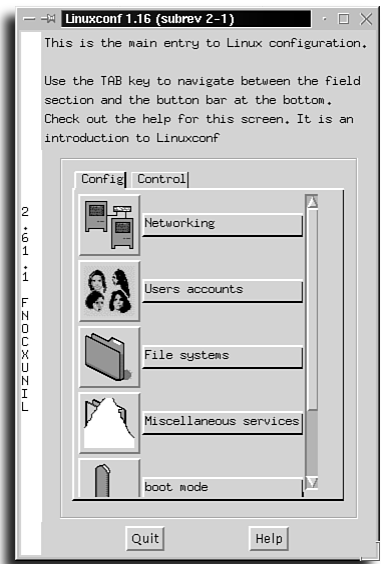 Linuxconf 1.16 (subrev 2-1)
This is the main entry to Linux configuration.
Use the TAB key to navigate between the field
section and the button bar at the bottom.
Check out the help for this screen. It is an
introduction to Linuxconf
LINUXCONF 1.16.2
Config Control
Networking
Users accounts
File systems
Miscellaneous services
boot mode
Quit Help